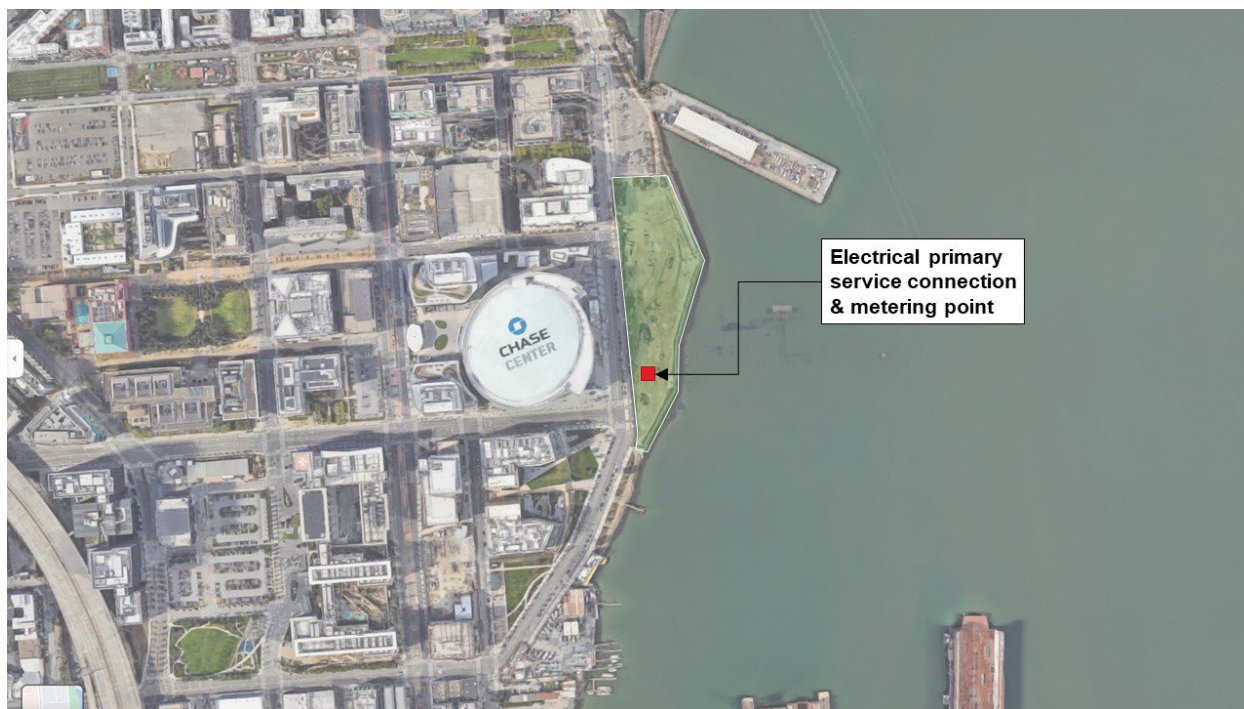 Electrical primary
service connection
& metering point
CHASE
CENTER